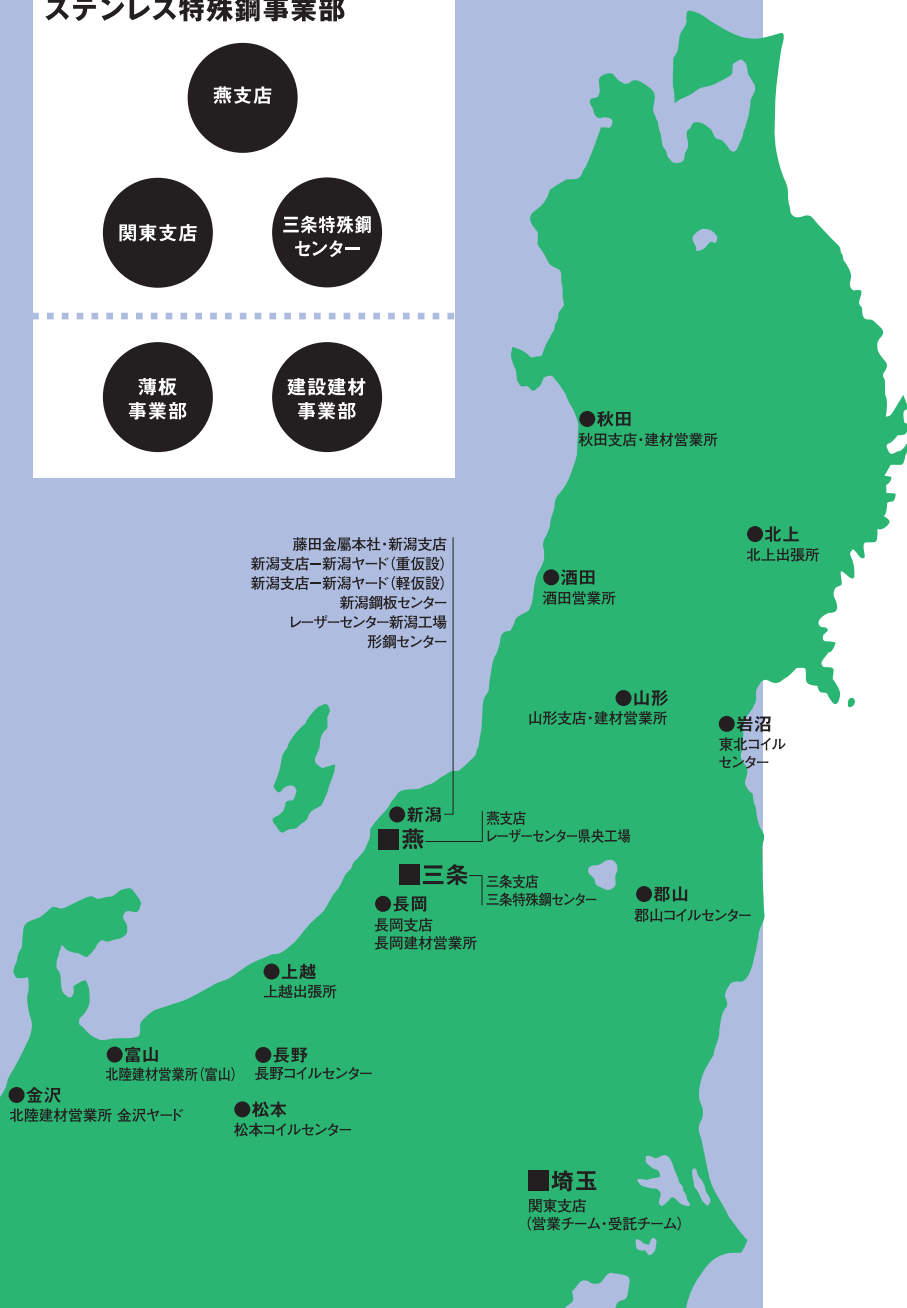 ステンレス特殊鋼事業部
燕支店
関東支店
三条特殊鋼
センター
薄板
事業部
建設建材
事業部
秋田
秋田支店・建材営業所
北上
北上出張所
藤田金屬本社・新潟支店
新潟支店ー新潟ヤード(重仮設)
新潟支店ー新潟ヤード(軽仮設)
新潟鋼板センター
レーザーセンター新潟工場
形鋼センター
酒田
酒田営業所
山形
山形支店・建材営業所
岩沼
東北コイル
センター
新潟
燕
燕支店
レーザーセンター県央工場
三条
三条支店
三条特殊鋼センター
長岡
長岡支店
長岡建材営業所
郡山
郡山コイルセンター
上越
上越出張所
富山
北陸建材営業所(富山)
長野
長野コイルセンター
金沢
北陸建材営業所 金沢ヤード
松本
松本コイルセンター
埼玉
関東支店
(営業チーム・受託チーム)